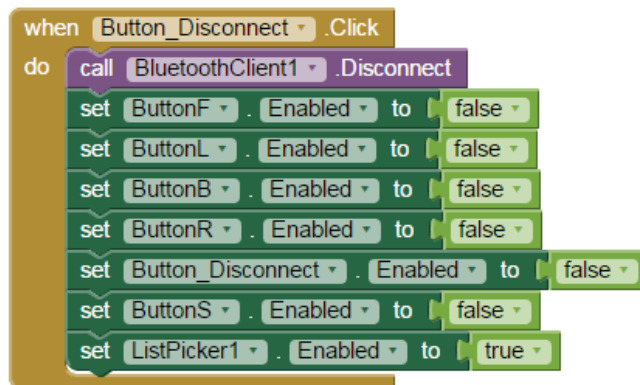 when Button_Disconnect .Click
do call BluetoothClient1 .Disconnect
set ButtonF . Enabled to false
set ButtonL . Enabled to false
set ButtonB . Enabled to false
set ButtonR . Enabled to false
set Button_Disconnect . Enabled to false
set ButtonS . Enabled to false
set ListPicker1 . Enabled to true